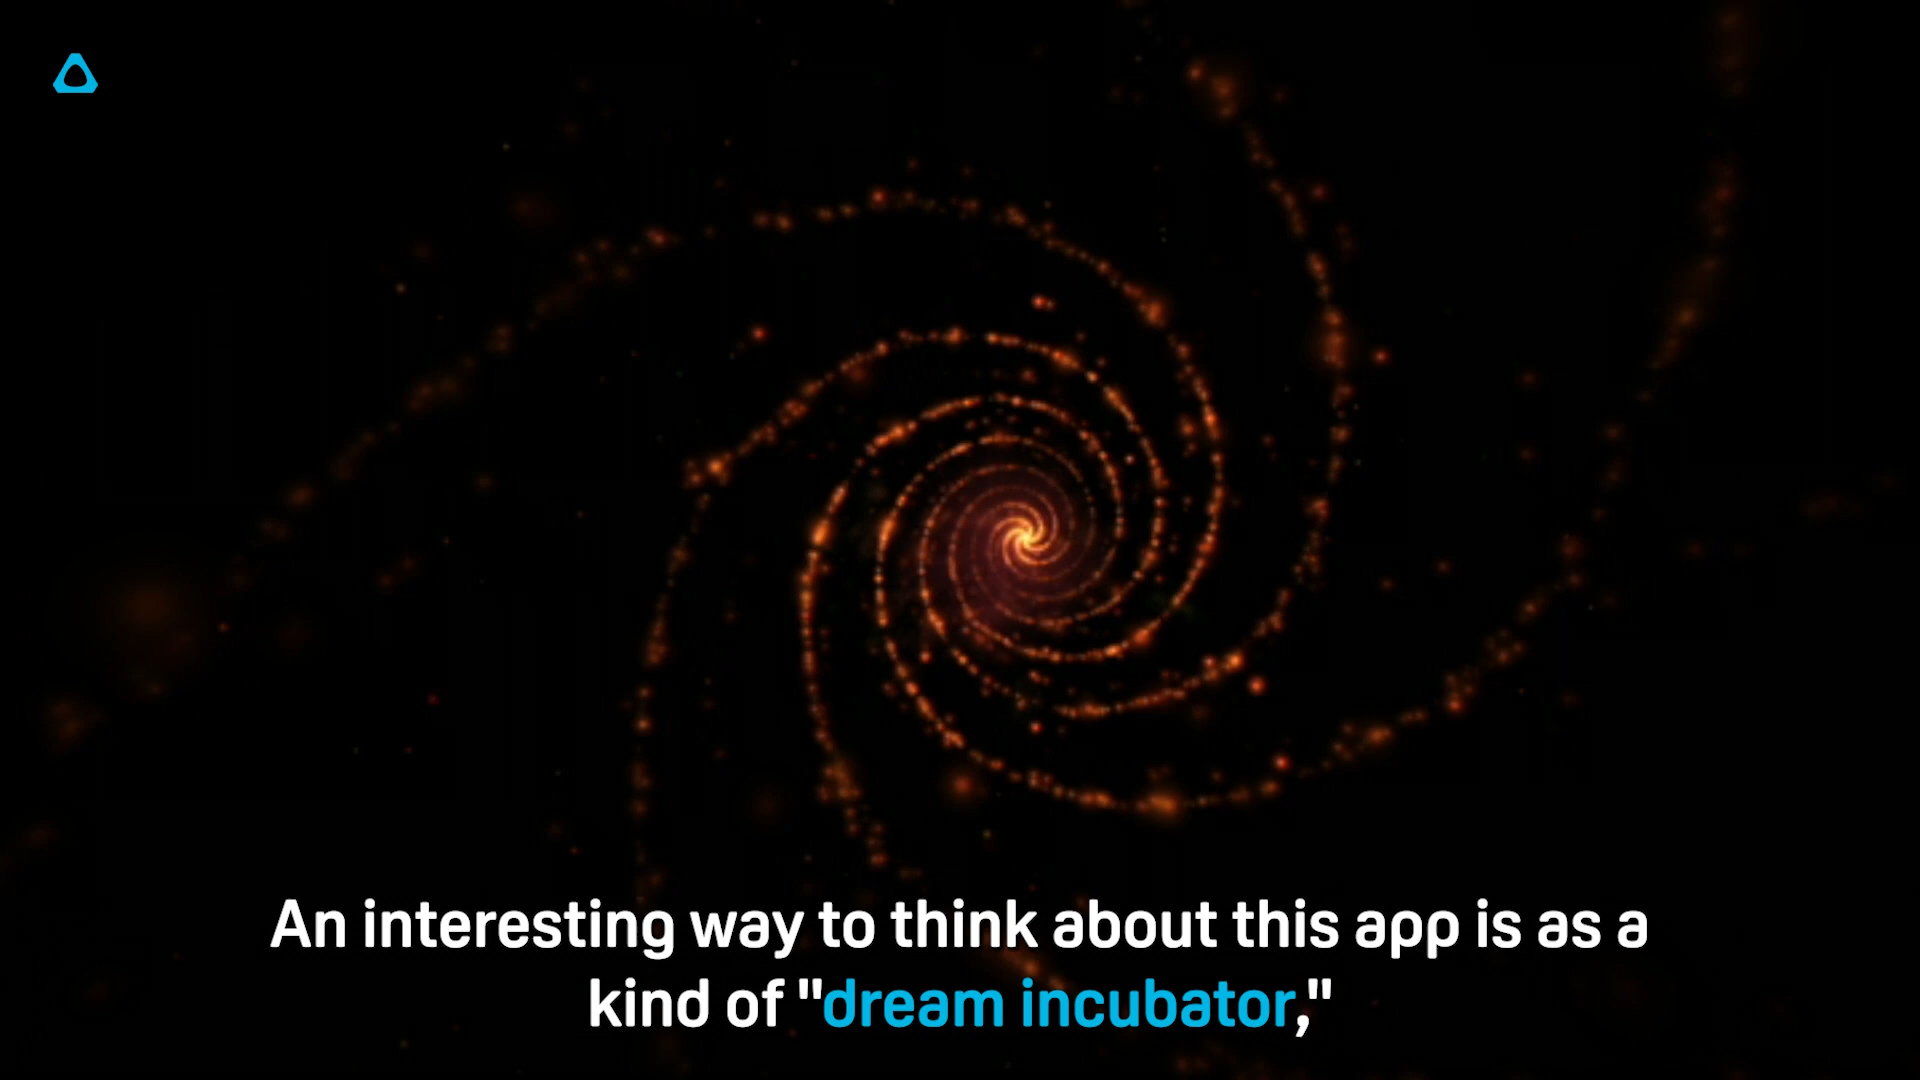 An interesting way to think about this app is as a
kind of "dream incubator,"